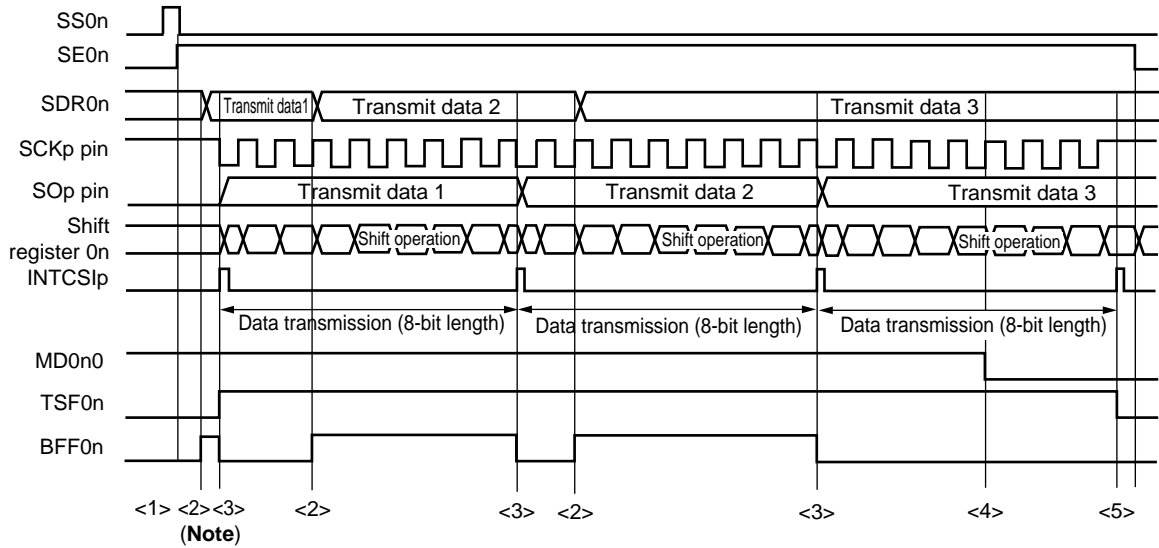 SS0n
SE0n
SDR0n
Transmit data1
Transmit data 2
Transmit data 3
SCKp pin
SOp pin
Transmit data 1
Transmit data 2
Transmit data 3
Shift
register 0n
Shift operation
Shift operation
Shift operation
INTCSIp
Data transmission (8-bit length)
Data transmission (8-bit length)
Data transmission (8-bit length)
MD0n0
TSF0n
BFF0n
<1> <2> <3> <2> <3> <2> <3> <4> <5>
(Note)